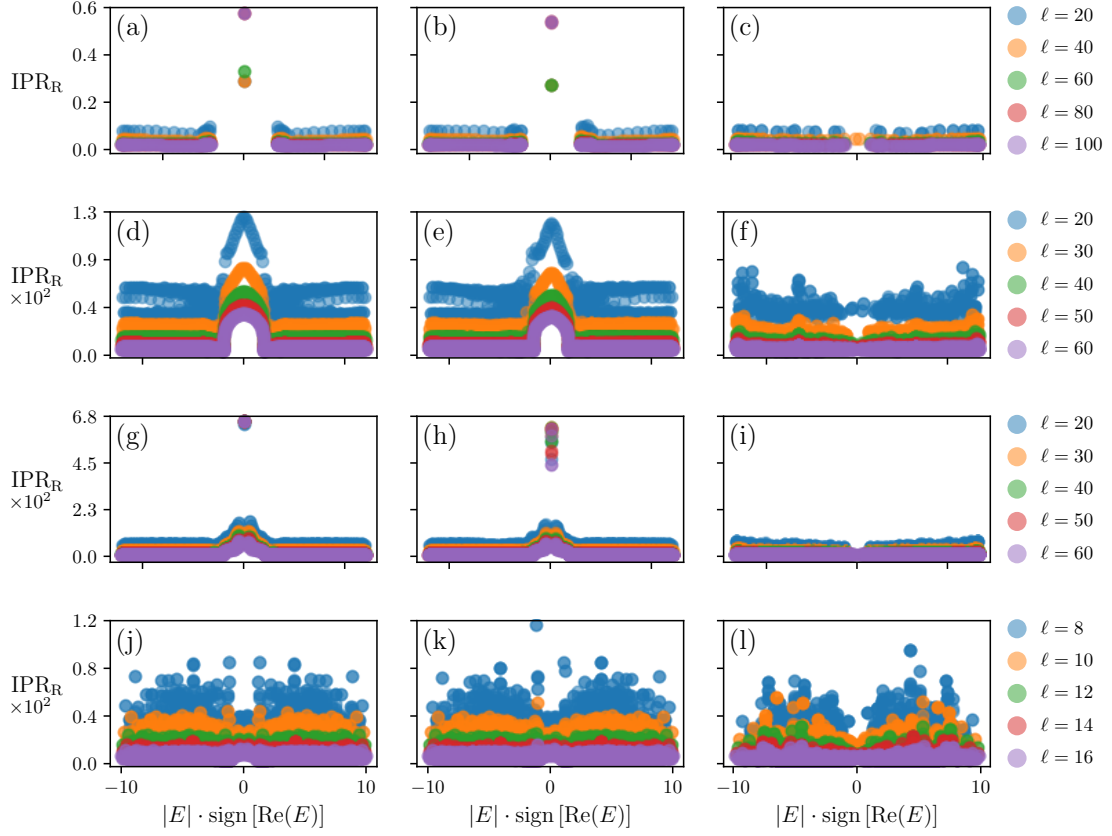 (a) (b) (c)
0.6
0.4
0.2
0.0
IPR_R
ℓ = 20
ℓ = 40
ℓ = 60
ℓ = 80
ℓ = 100
(d) (e) (f)
1.3
0.9
0.4
0.0
IPR_R
×10²
ℓ = 20
ℓ = 30
ℓ = 40
ℓ = 50
ℓ = 60
(g) (h) (i)
6.8
4.5
2.3
0.0
IPR_R
×10²
ℓ = 20
ℓ = 30
ℓ = 40
ℓ = 50
ℓ = 60
(j) (k) (l)
1.2
0.8
0.4
0.0
IPR_R
×10²
ℓ = 8
ℓ = 10
ℓ = 12
ℓ = 14
ℓ = 16
−10 0 10 −10 0 10 −10 0 10
|E| · sign [Re(E)] |E| · sign [Re(E)] |E| · sign [Re(E)]